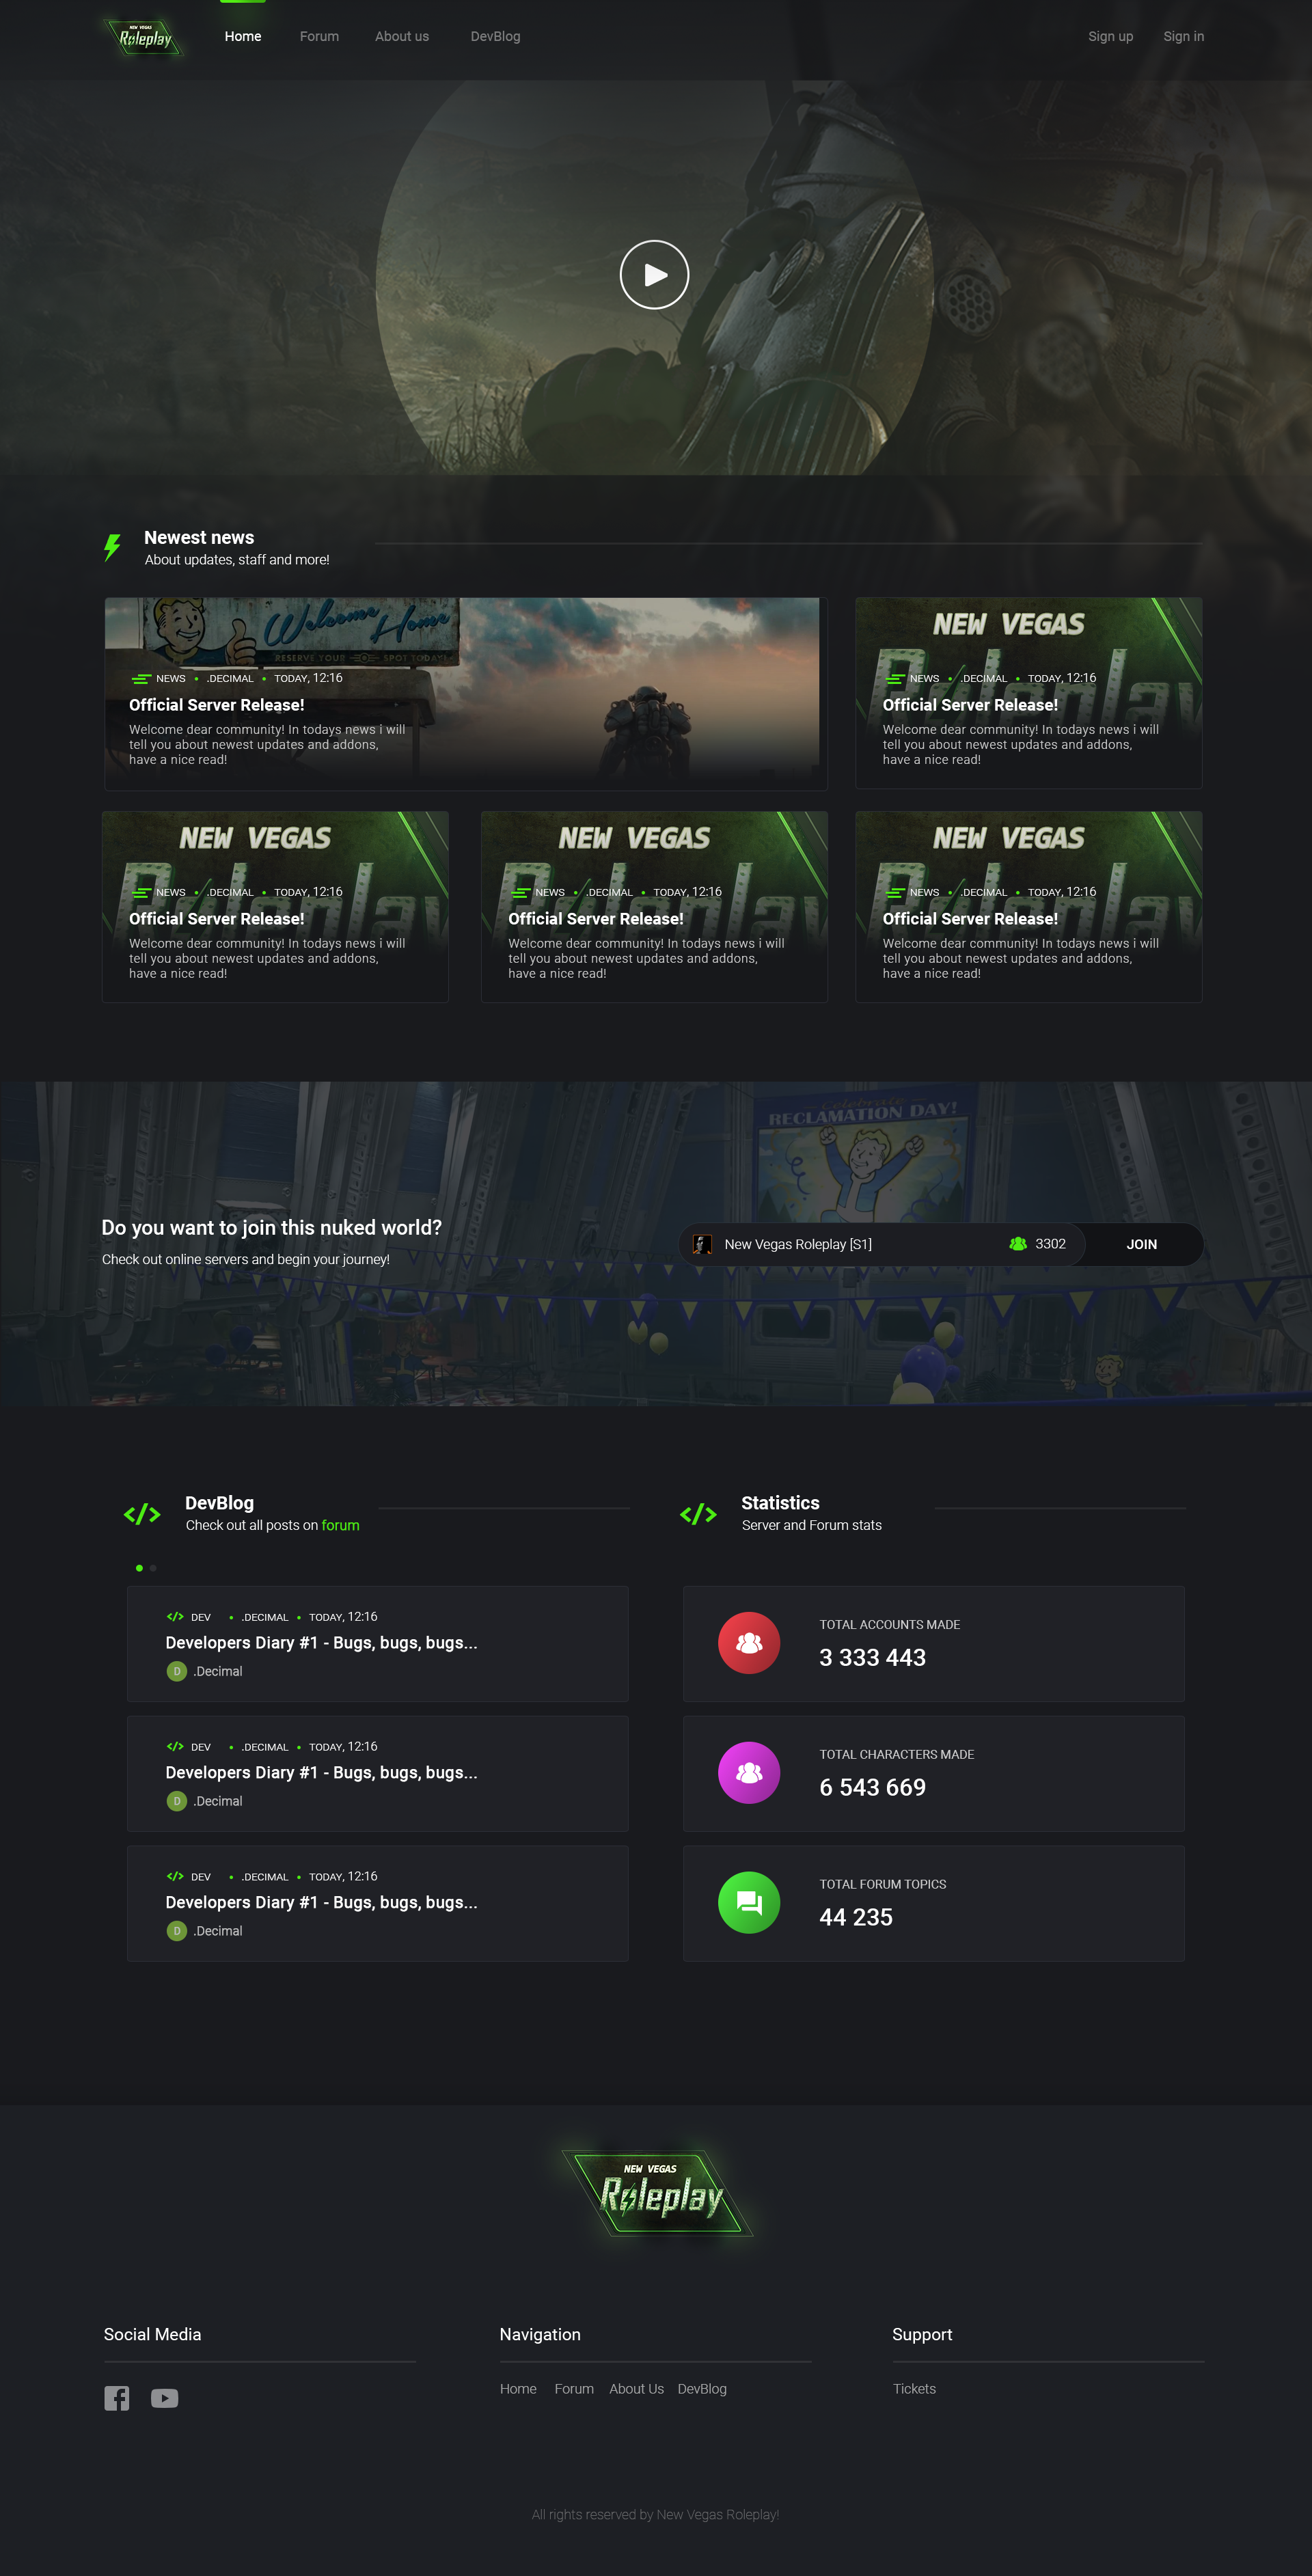 NEW VEGAS
Roleplay
Home
Forum
About us
DevBlog
Sign up
Sign in
Newest news
About updates, staff and more!
Welcome Home
RESERVE YOUR SPOT TODAY!
NEWS • .DECIMAL • TODAY, 12:16
Official Server Release!
Welcome dear community! In todays news i will
tell you about newest updates and addons,
have a nice read!
NEW VEGAS
Roleplay
NEWS • .DECIMAL • TODAY, 12:16
Official Server Release!
Welcome dear community! In todays news i will
tell you about newest updates and addons,
have a nice read!
NEW VEGAS
Roleplay
NEWS • .DECIMAL • TODAY, 12:16
Official Server Release!
Welcome dear community! In todays news i will
tell you about newest updates and addons,
have a nice read!
NEW VEGAS
Roleplay
NEWS • .DECIMAL • TODAY, 12:16
Official Server Release!
Welcome dear community! In todays news i will
tell you about newest updates and addons,
have a nice read!
NEW VEGAS
Roleplay
NEWS • .DECIMAL • TODAY, 12:16
Official Server Release!
Welcome dear community! In todays news i will
tell you about newest updates and addons,
have a nice read!
Celebrate
RECLAMATION DAY!
Do you want to join this nuked world?
Check out online servers and begin your journey!
New Vegas Roleplay [S1]
3302
JOIN
</> DevBlog
Check out all posts on forum
</> DEV • .DECIMAL • TODAY, 12:16
Developers Diary #1 - Bugs, bugs, bugs...
D .Decimal
</> DEV • .DECIMAL • TODAY, 12:16
Developers Diary #1 - Bugs, bugs, bugs...
D .Decimal
</> DEV • .DECIMAL • TODAY, 12:16
Developers Diary #1 - Bugs, bugs, bugs...
D .Decimal
</> Statistics
Server and Forum stats
TOTAL ACCOUNTS MADE
3 333 443
TOTAL CHARACTERS MADE
6 543 669
TOTAL FORUM TOPICS
44 235
NEW VEGAS
Roleplay
Social Media
Navigation
Home
Forum
About Us
DevBlog
Support
Tickets
All rights reserved by New Vegas Roleplay!